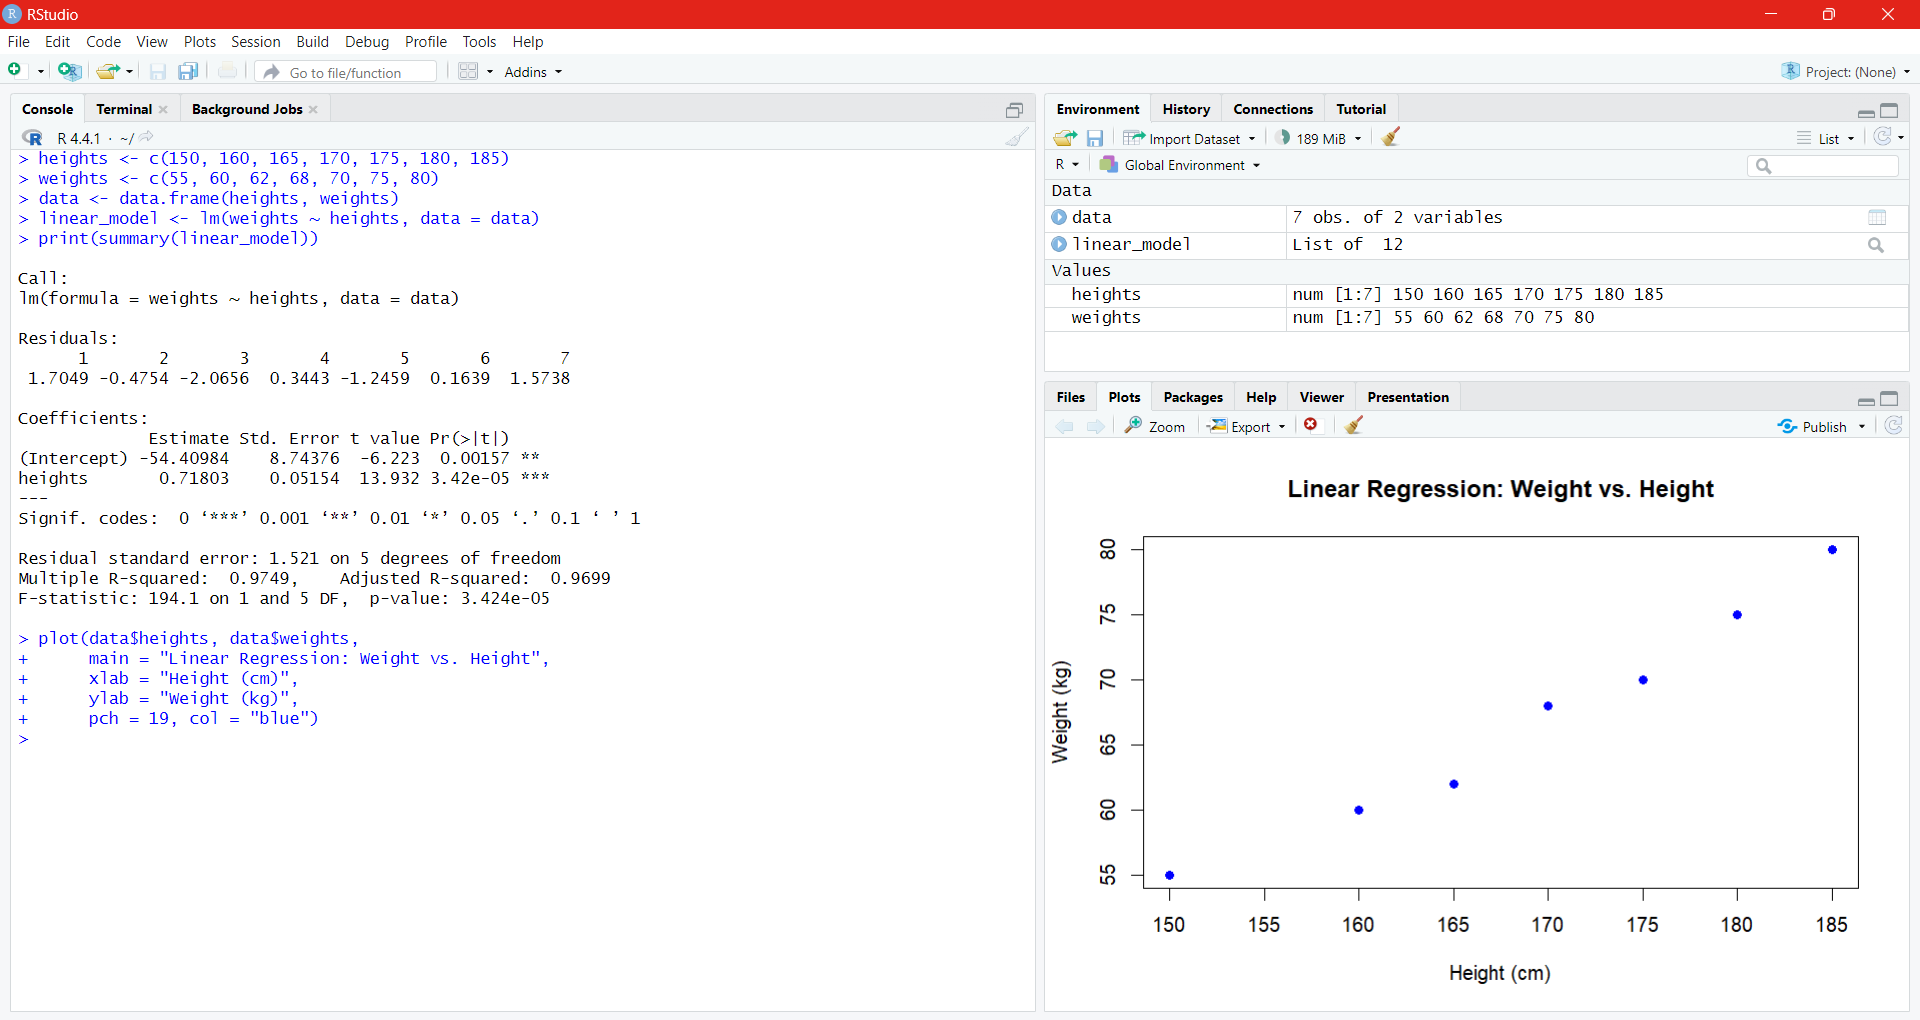 RStudio
File Edit Code View Plots Session Build Debug Profile Tools Help
Go to file/function Addins Project: (None)
Console Terminal Background Jobs
R 4.4.1 · ~/
> heights <- c(150, 160, 165, 170, 175, 180, 185)
> weights <- c(55, 60, 62, 68, 70, 75, 80)
> data <- data.frame(heights, weights)
> linear_model <- lm(weights ~ heights, data = data)
> print(summary(linear_model))

Call:
lm(formula = weights ~ heights, data = data)

Residuals:
      1       2       3       4       5       6       7
 1.7049 -0.4754 -2.0656  0.3443 -1.2459  0.1639  1.5738

Coefficients:
             Estimate Std. Error t value Pr(>|t|)
(Intercept) -54.40984    8.74376  -6.223  0.00157 **
heights       0.71803    0.05154  13.932 3.42e-05 ***
---
Signif. codes:  0 ‘***’ 0.001 ‘**’ 0.01 ‘*’ 0.05 ‘.’ 0.1 ‘ ’ 1

Residual standard error: 1.521 on 5 degrees of freedom
Multiple R-squared:  0.9749,    Adjusted R-squared:  0.9699
F-statistic: 194.1 on 1 and 5 DF,  p-value: 3.424e-05

> plot(data$heights, data$weights,
+      main = "Linear Regression: Weight vs. Height",
+      xlab = "Height (cm)",
+      ylab = "Weight (kg)",
+      pch = 19, col = "blue")
>
Environment History Connections Tutorial
Import Dataset 189 MiB List
R Global Environment
Data
data 7 obs. of 2 variables
linear_model List of  12
Values
heights num [1:7] 150 160 165 170 175 180 185
weights num [1:7] 55 60 62 68 70 75 80
Files Plots Packages Help Viewer Presentation
Zoom Export Publish
Linear Regression: Weight vs. Height
80
75
70
65
60
55
Weight (kg)
150 155 160 165 170 175 180 185
Height (cm)